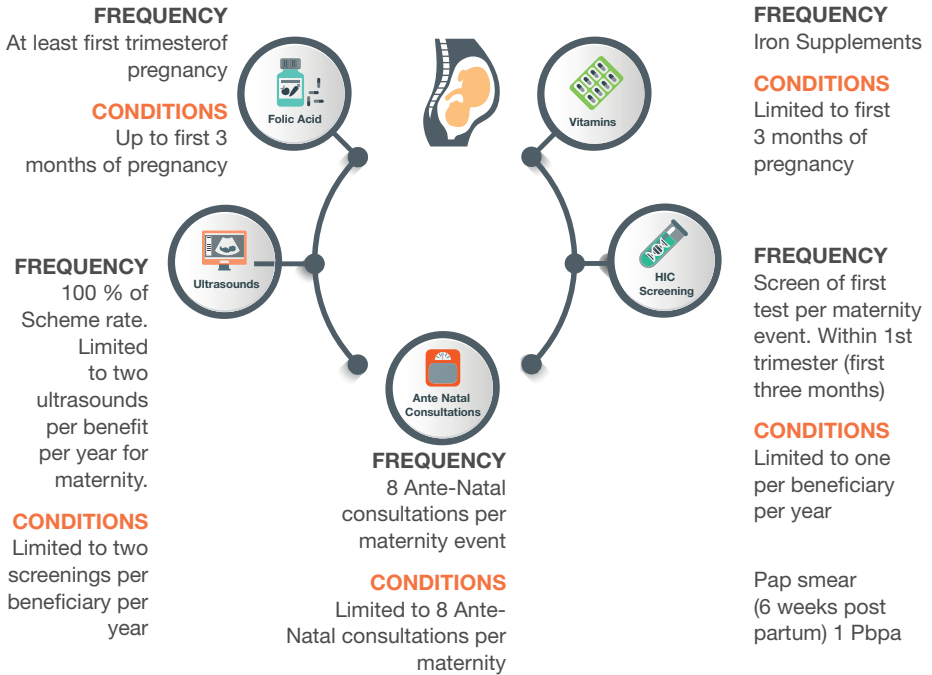 FREQUENCY
At least first trimesterof
pregnancy
CONDITIONS
Up to first 3
months of pregnancy
Folic Acid
Vitamins
FREQUENCY
Iron Supplements
CONDITIONS
Limited to first
3 months of
pregnancy
Ultrasounds
FREQUENCY
100 % of
Scheme rate.
Limited
to two
ultrasounds
per benefit
per year for
maternity.
CONDITIONS
Limited to two
screenings per
beneficiary per
year
Ante Natal
Consultations
FREQUENCY
8 Ante-Natal
consultations per
maternity event
CONDITIONS
Limited to 8 Ante-
Natal consultations per
maternity
HIC
Screening
FREQUENCY
Screen of first
test per maternity
event. Within 1st
trimester (first
three months)
CONDITIONS
Limited to one
per beneficiary
per year
Pap smear
(6 weeks post
partum) 1 Pbpa